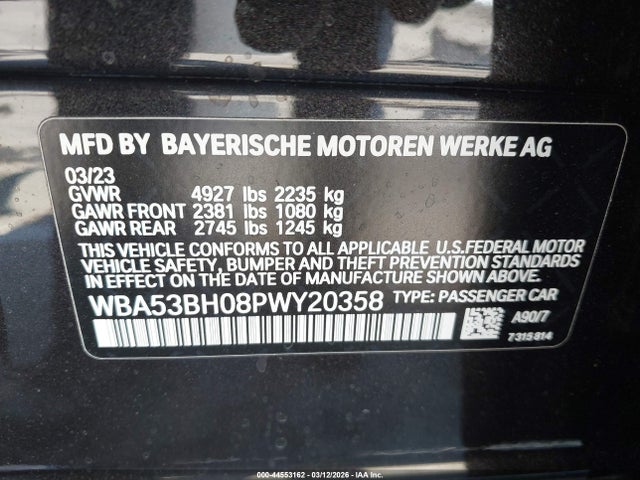 MFD BY BAYERISCHE MOTOREN WERKE AG
03/23
GVWR 4927 lbs 2235 kg
GAWR FRONT 2381 lbs 1080 kg
GAWR REAR 2745 lbs 1245 kg
THIS VEHICLE CONFORMS TO ALL APPLICABLE U.S.FEDERAL MOTOR
VEHICLE SAFETY, BUMPER, AND THEFT PREVENTION STANDARDS
IN EFFECT ON THE DATE OF MANUFACTURE SHOWN ABOVE.
WBA53BH08PWY20358 TYPE: PASSENGER CAR
A90/7
7315814
000-44553162 - 03/12/2026 - IAA Inc.